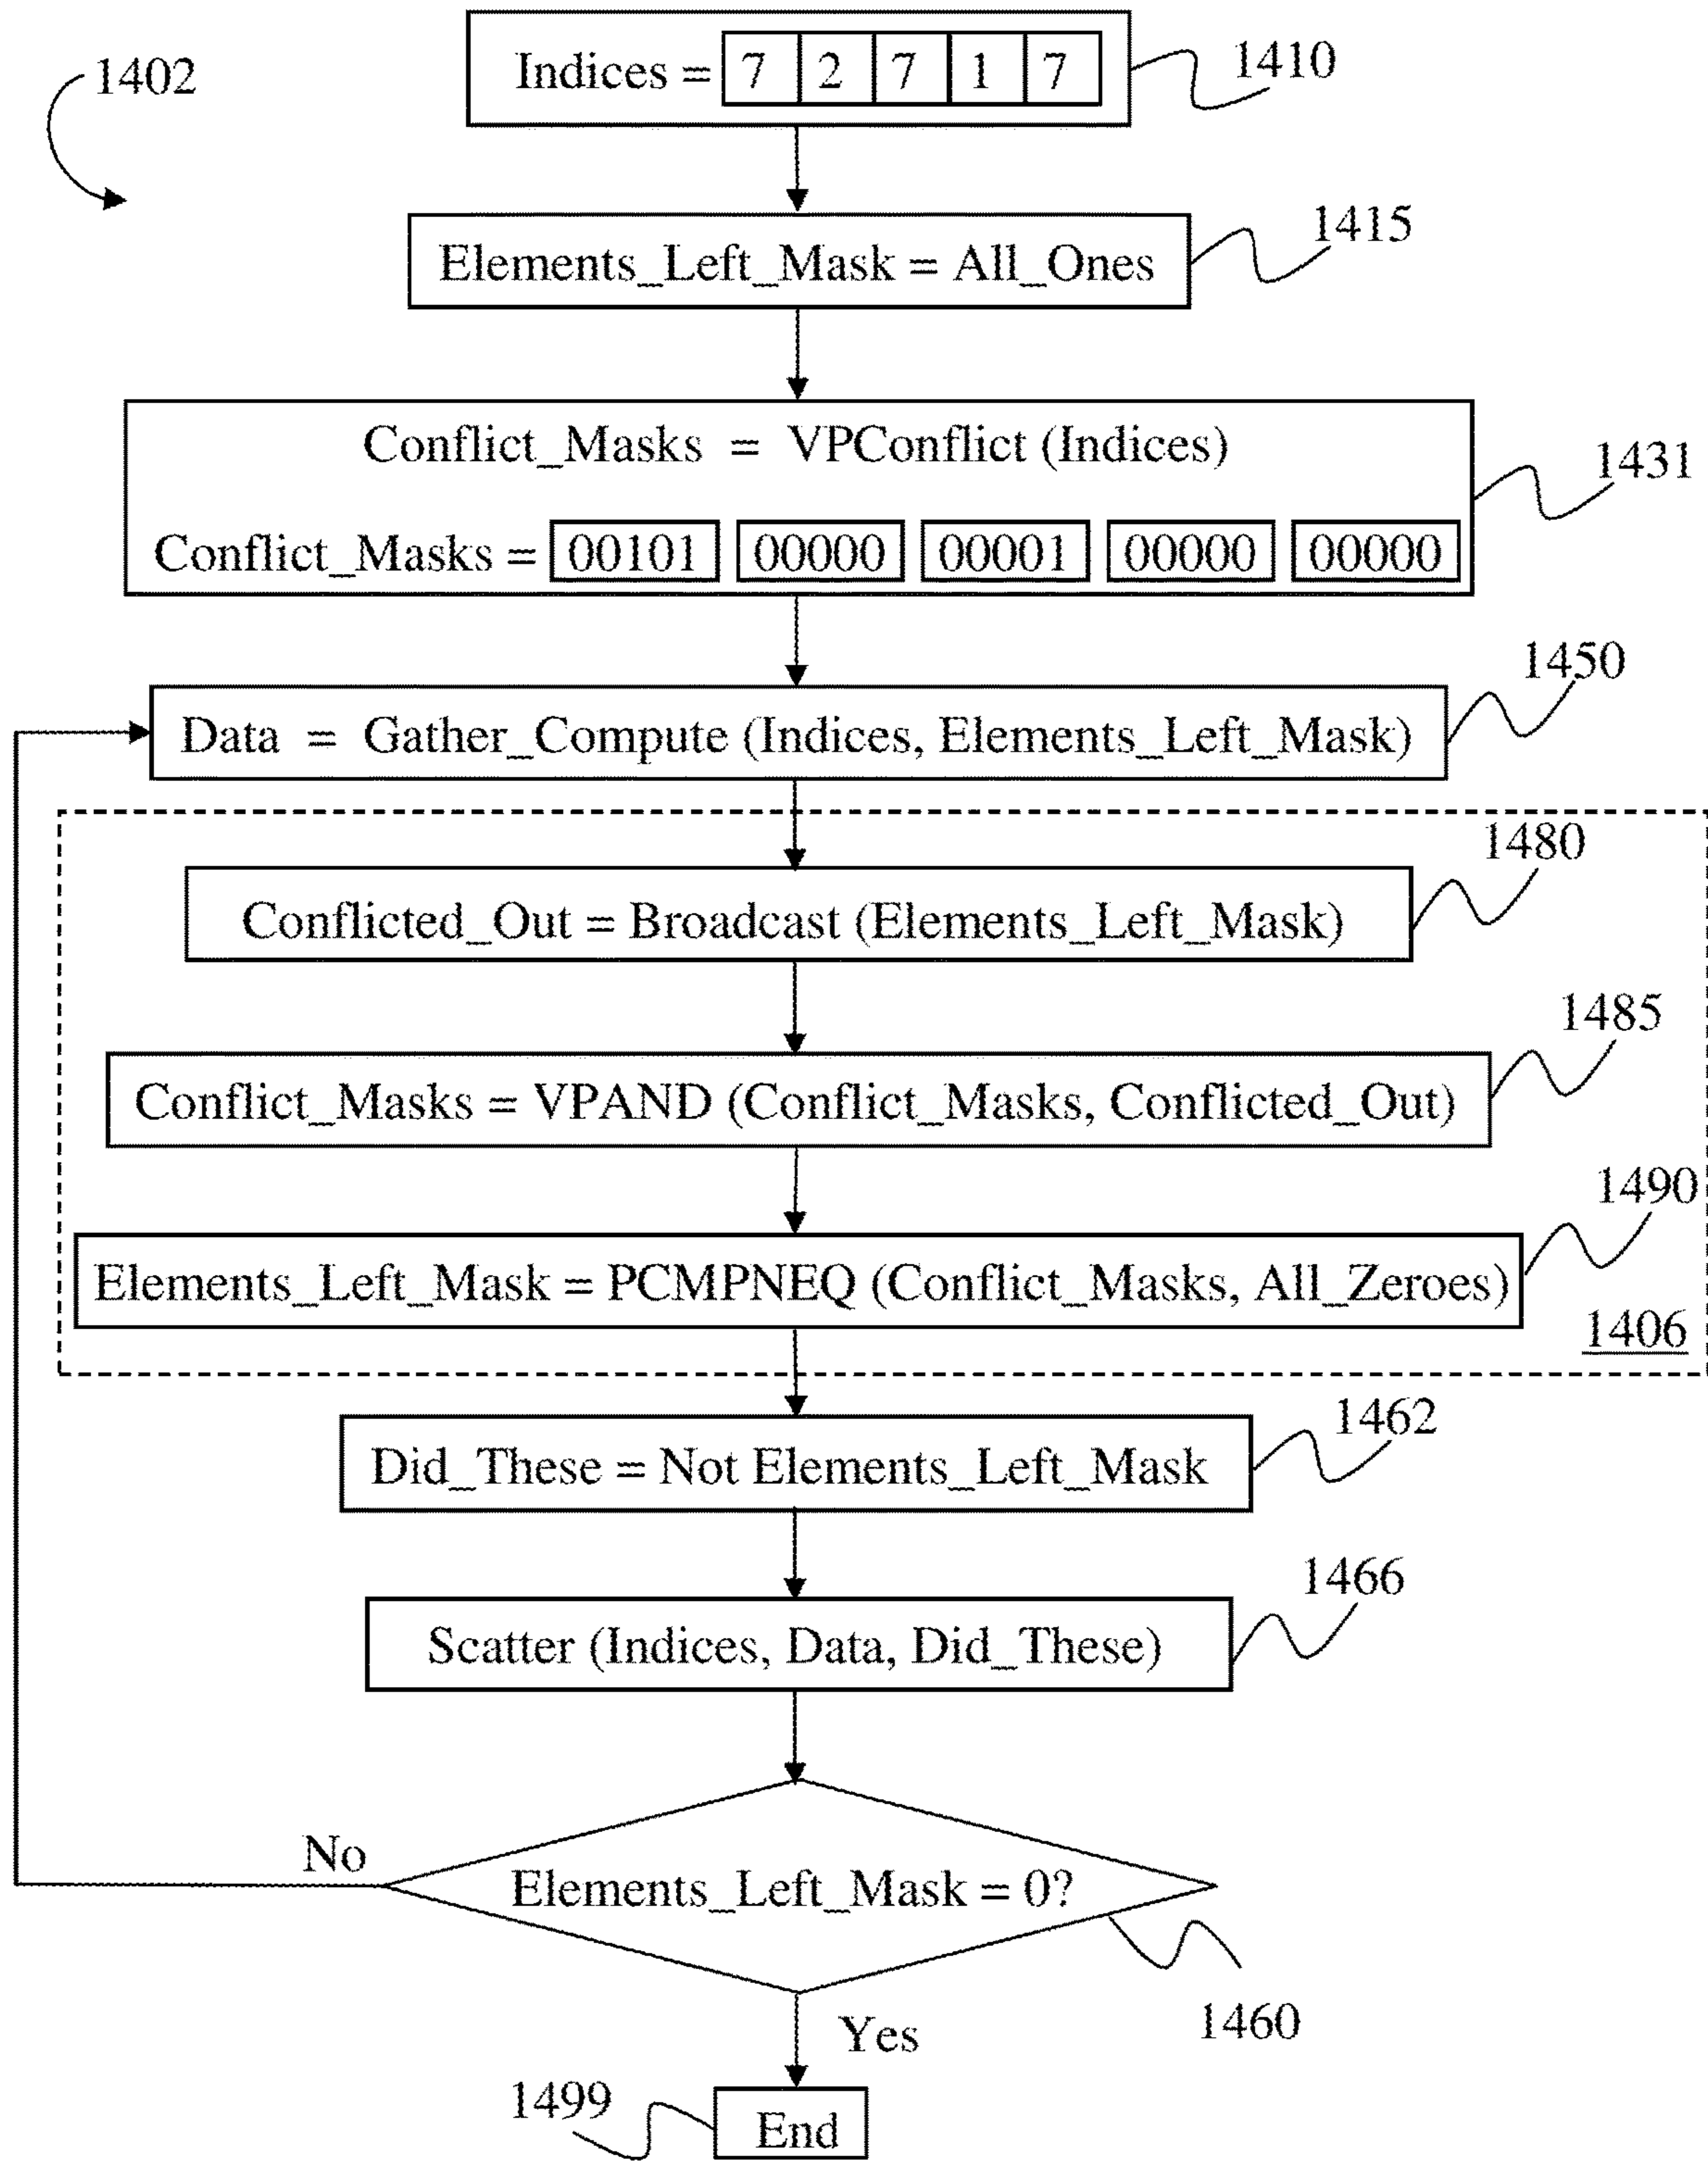 1402
Indices = 7 2 7 1 7
1410
Elements_Left_Mask = All_Ones
1415
Conflict_Masks = VPConflict (Indices)
Conflict_Masks = 00101 00000 00001 00000 00000
1431
Data = Gather_Compute (Indices, Elements_Left_Mask)
1450
Conflicted_Out = Broadcast (Elements_Left_Mask)
1480
Conflict_Masks = VPAND (Conflict_Masks, Conflicted_Out)
1485
Elements_Left_Mask = PCMPNEQ (Conflict_Masks, All_Zeroes)
1490
1406
Did_These = Not Elements_Left_Mask
1462
Scatter (Indices, Data, Did_These)
1466
No
Elements_Left_Mask = 0?
1460
Yes
1499
End